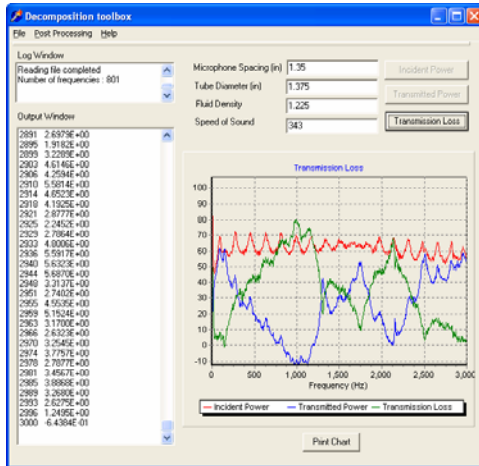 Decomposition toolbox
File Post Processing Help
Log Window
Reading file completed
Number of frequencies : 801
Microphone Spacing (in) 1.35
Tube Diameter (in) 1.375
Fluid Density 1.225
Speed of Sound 343
Incident Power
Transmitted Power
Transmission Loss
Output Window
2891 2.6979E+00
2895 1.9182E+00
2899 3.2289E+00
2903 4.6146E+00
2906 4.2594E+00
2910 5.5814E+00
2914 4.6523E+00
2918 4.1925E+00
2921 2.8777E+00
2925 2.2452E+00
2929 2.7864E+00
2933 4.8006E+00
2936 5.5917E+00
2940 5.6323E+00
2944 5.6870E+00
2948 3.3137E+00
2951 2.7402E+00
2955 4.5535E+00
2959 5.1524E+00
2963 3.1700E+00
2966 2.6323E+00
2970 3.2545E+00
2974 3.7757E+00
2978 2.7877E+00
2981 3.4567E+00
2985 3.8868E+00
2989 3.2680E+00
2993 2.6275E+00
2996 1.2495E+00
3000 -6.4384E-01
Transmission Loss
100
90
80
70
60
50
40
30
20
10
0
-10
0 500 1,000 1,500 2,000 2,500 3,000
Frequency (Hz)
Incident Power Transmitted Power Transmission Loss
Print Chart